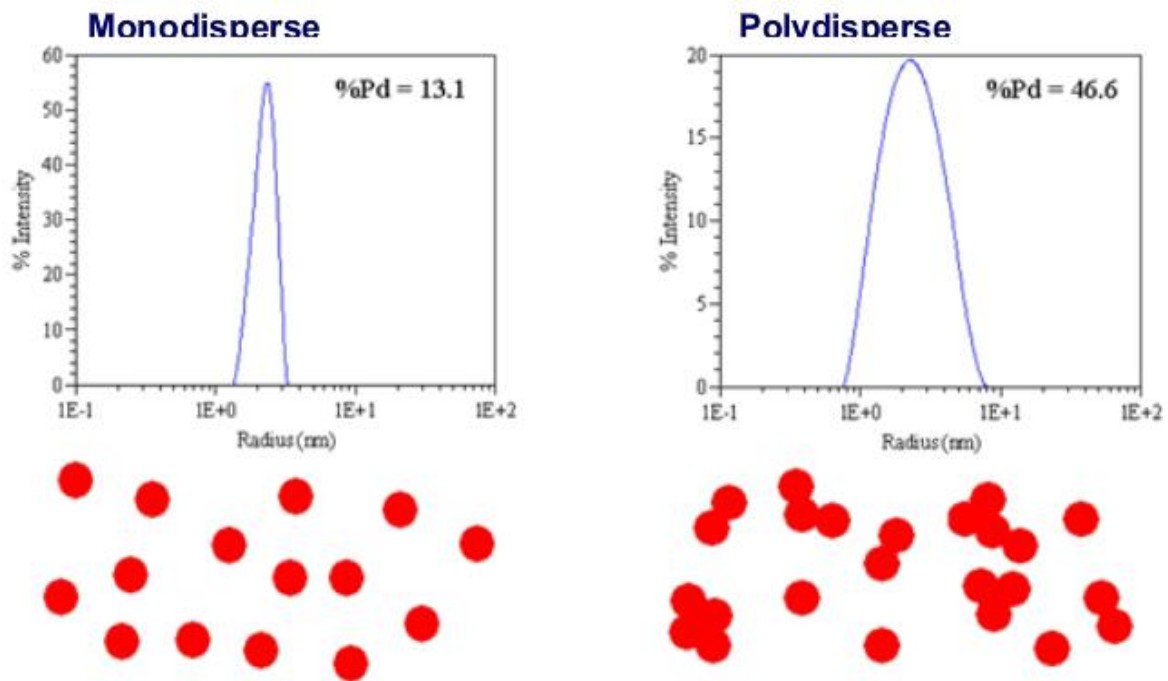 Monodisperse
60
50
40
30
20
10
0
% Intensity
%Pd = 13.1
1E-1 1E+0 1E+1 1E+2
Radius (nm)
Polydisperse
20
15
10
5
0
% Intensity
%Pd = 46.6
1E-1 1E+0 1E+1 1E+2
Radius (nm)